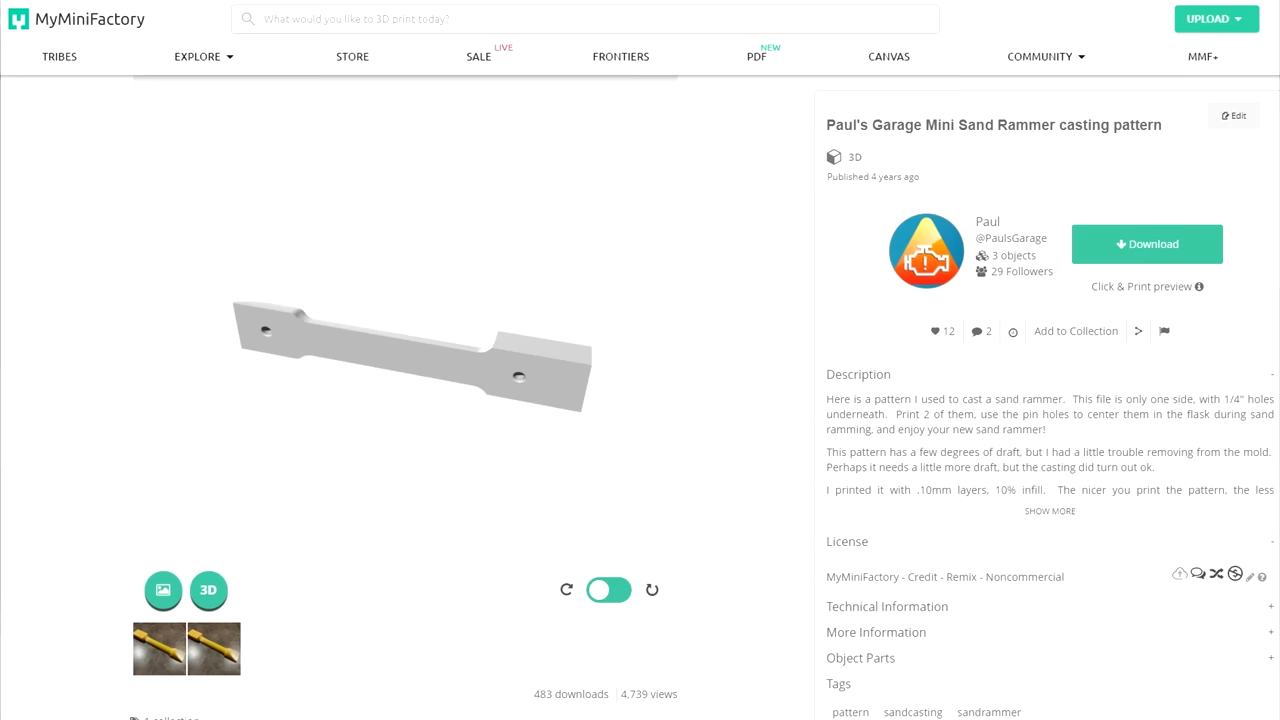 MyMiniFactory
What would you like to 3D print today?
UPLOAD
TRIBES
EXPLORE
STORE
SALE
LIVE
FRONTIERS
PDF
NEW
CANVAS
COMMUNITY
MMF+
Paul's Garage Mini Sand Rammer casting pattern
Edit
3D
Published 4 years ago
Paul
@PaulsGarage
3 objects
29 Followers
Download
Click & Print preview
12
2
Add to Collection
Description
-
Here is a pattern I used to cast a sand rammer. This file is only one side, with 1/4" holes
underneath. Print 2 of them, use the pin holes to center them in the flask during sand
ramming, and enjoy your new sand rammer!
This pattern has a few degrees of draft, but I had a little trouble removing from the mold.
Perhaps it needs a little more draft, but the casting did turn out ok.
I printed it with .10mm layers, 10% infill. The nicer you print the pattern, the less
SHOW MORE
License
-
MyMiniFactory - Credit - Remix - Noncommercial
Technical Information
+
More Information
+
Object Parts
+
Tags
pattern sandcasting sandrammer
3D
483 downloads 4,739 views
1 collection